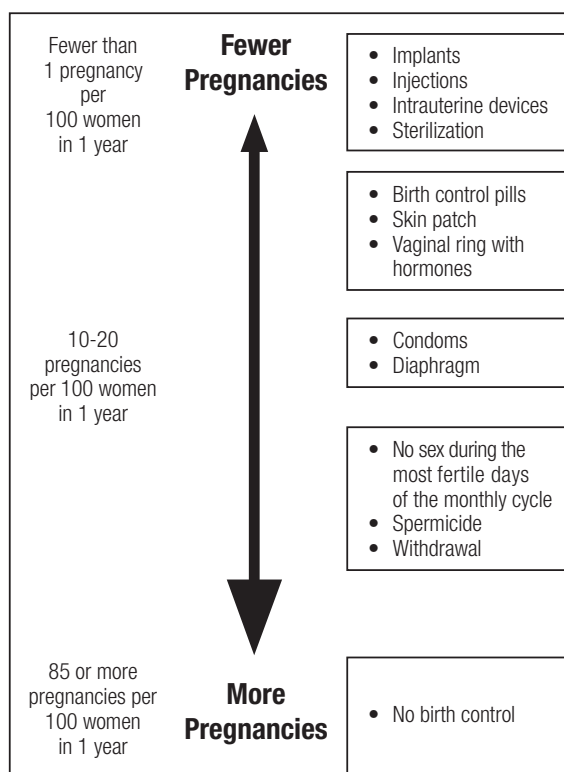 Fewer than
1 pregnancy
per
100 women
in 1 year
Fewer
Pregnancies
• Implants
• Injections
• Intrauterine devices
• Sterilization
• Birth control pills
• Skin patch
• Vaginal ring with
hormones
10-20
pregnancies
per 100 women
in 1 year
• Condoms
• Diaphragm
• No sex during the
most fertile days
of the monthly cycle
• Spermicide
• Withdrawal
85 or more
pregnancies per
100 women
in 1 year
More
Pregnancies
• No birth control